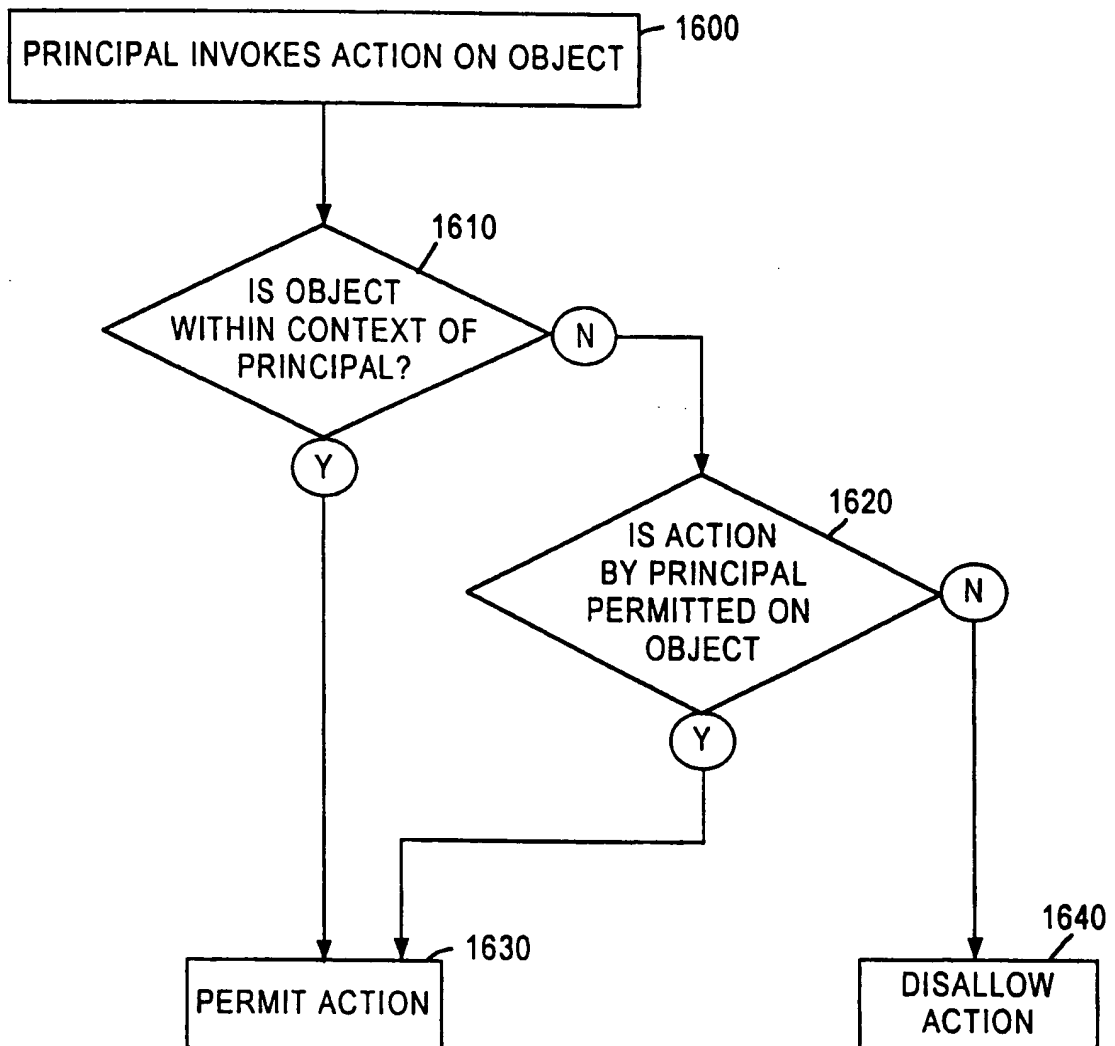 1600
PRINCIPAL INVOKES ACTION ON OBJECT
1610
IS OBJECT
WITHIN CONTEXT OF
PRINCIPAL?
N
Y
1620
IS ACTION
BY PRINCIPAL
PERMITTED ON
OBJECT
N
Y
1630
PERMIT ACTION
1640
DISALLOW
ACTION